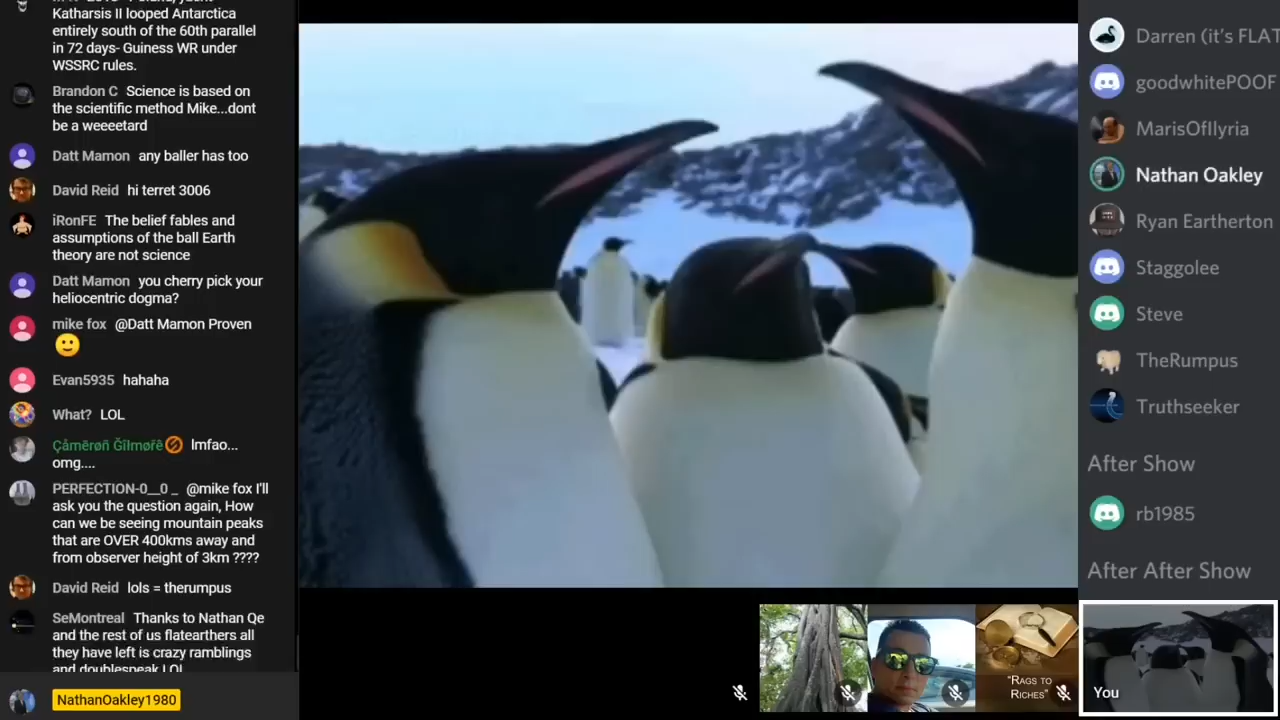 Katharsis II looped Antarctica
entirely south of the 60th parallel
in 72 days- Guiness WR under
WSSRC rules.
Brandon C Science is based on
the scientific method Mike...dont
be a weeeetard
Datt Mamon any baller has too
David Reid hi terret 3006
iRonFE The belief fables and
assumptions of the ball Earth
theory are not science
Datt Mamon you cherry pick your
heliocentric dogma?
mike fox @Datt Mamon Proven
🙂
Evan5935 hahaha
What? LOL
Çåmërøñ Ğîłmøřê lmfao...
omg....
PERFECTION-0__0 _ @mike fox I'll
ask you the question again, How
can we be seeing mountain peaks
that are OVER 400kms away and
from observer height of 3km ????
David Reid lols = therumpus
SeMontreal Thanks to Nathan Qe
and the rest of us flatearthers all
they have left is crazy ramblings
and doublespeak LOL
NathanOakley1980
"RAGS TO
RICHES"
You
Darren (it's FLAT
goodwhitePOOF
MarisOfIlyria
Nathan Oakley
Ryan Eartherton
Staggolee
Steve
TheRumpus
Truthseeker
After Show
rb1985
After After Show